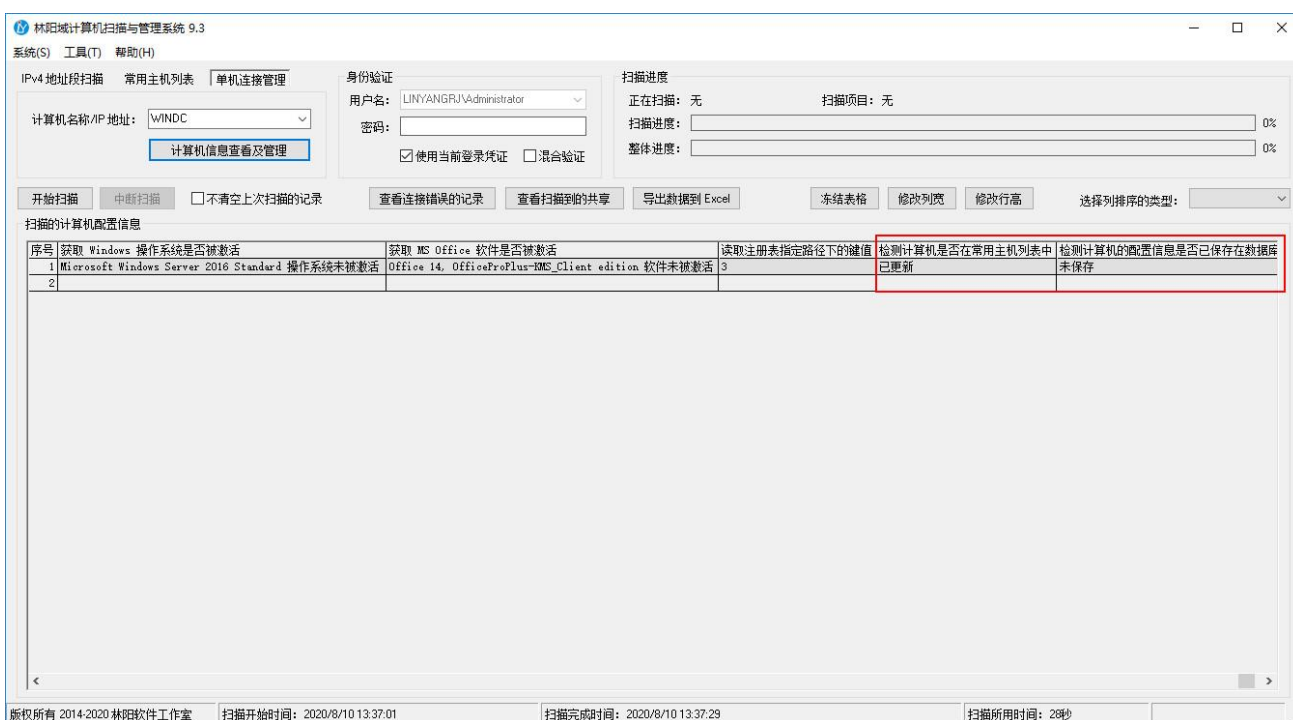 林阳域计算机扫描与管理系统 9.3
系统(S) 工具(T) 帮助(H)
IPv4 地址段扫描 常用主机列表 单机连接管理
计算机名称/IP 地址: WINDC
计算机信息查看及管理
身份验证
用户名: LINYANGRJ\Administrator
密码:
使用当前登录凭证 混合验证
扫描进度
正在扫描: 无 扫描项目: 无
扫描进度: 0%
整体进度: 0%
开始扫描 中断扫描 不清空上次扫描的记录 查看连接错误的记录 查看扫描到的共享 导出数据到 Excel 冻结表格 修改列宽 修改行高 选择列排序的类型:
扫描的计算机配置信息
序号 获取 Windows 操作系统是否被激活 获取 MS Office 软件是否被激活 读取注册表指定路径下的键值 检测计算机是否在常用主机列表中 检测计算机的配置信息是否已保存在数据库
1 Microsoft Windows Server 2016 Standard 操作系统未被激活 Office 14, OfficeProPlus-KMS_Client edition 软件未被激活 3 已更新 未保存
2
版权所有 2014-2020 林阳软件工作室 扫描开始时间: 2020/8/10 13:37:01 扫描完成时间: 2020/8/10 13:37:29 扫描所用时间: 28秒